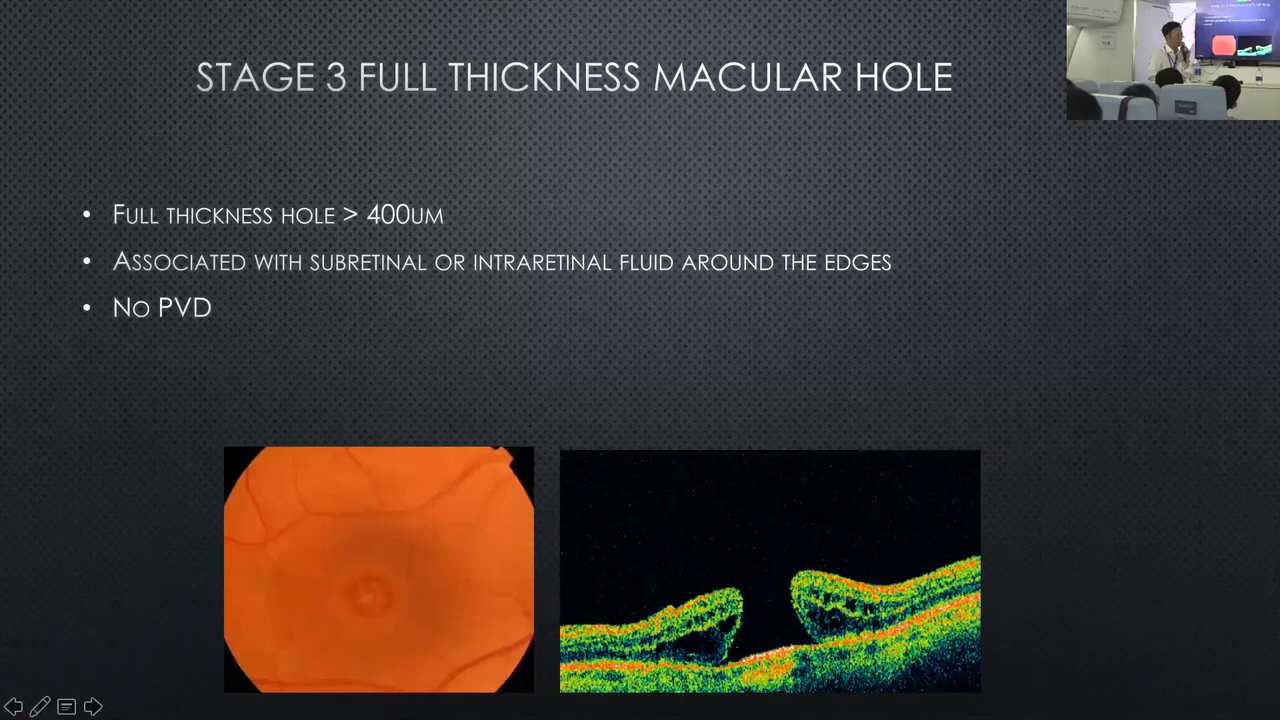 STAGE 3 FULL THICKNESS MACULAR HOLE
• FULL THICKNESS HOLE > 400UM
• ASSOCIATED WITH SUBRETINAL OR INTRARETINAL FLUID AROUND THE EDGES
• NO PVD